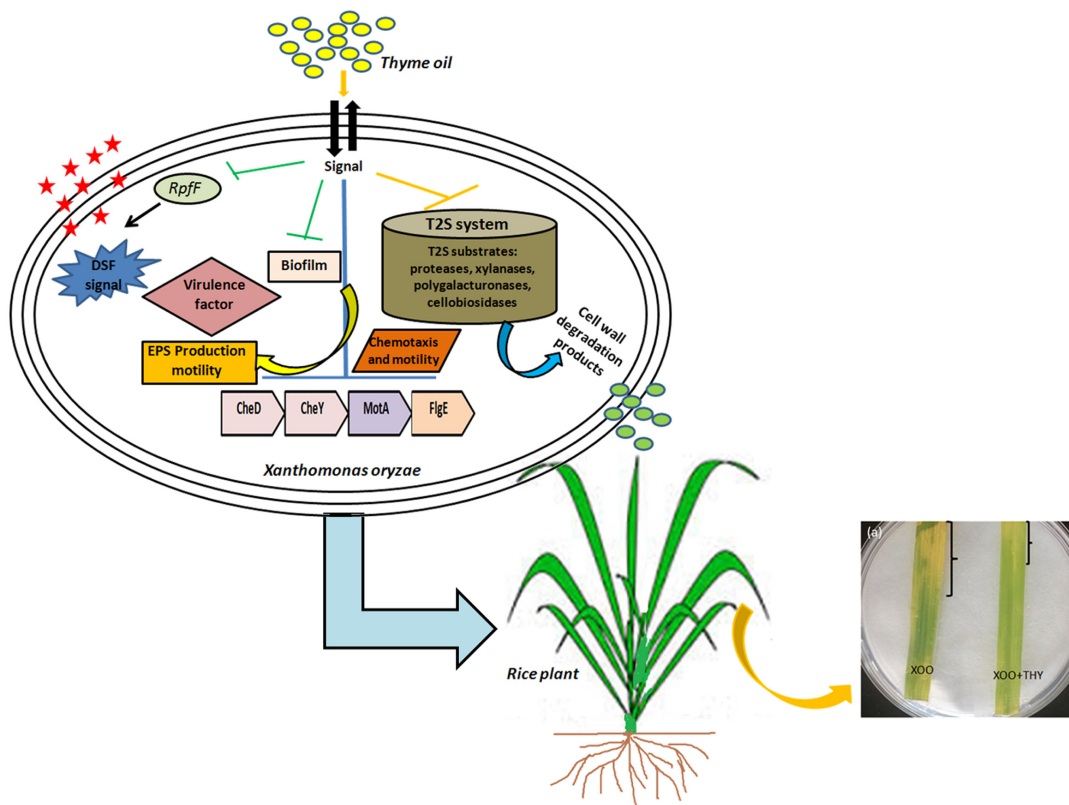 Thyme oil
Signal
RpfF
T2S system
T2S substrates:
proteases, xylanases,
polygalacturonases,
cellobiosidases
DSF
signal
Biofilm
Virulence
factor
Cell wall
degradation
products
EPS Production
motility
Chemotaxis
and motility
CheD
CheY
MotA
FlgE
Xanthomonas oryzae
Rice plant
(a)
XOO
XOO+THY